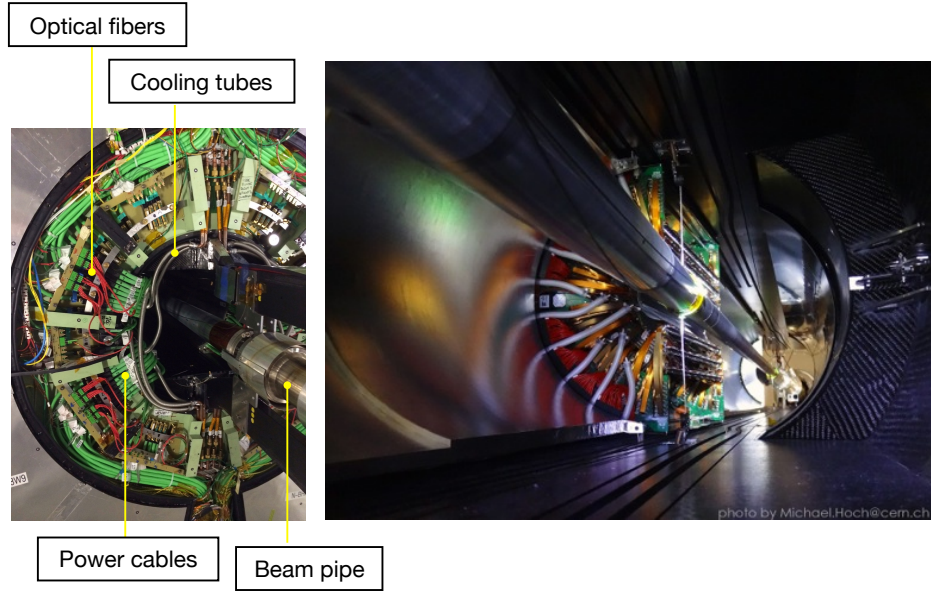 Optical fibers
Cooling tubes
Power cables
Beam pipe
photo by Michael.Hoch@cern.ch